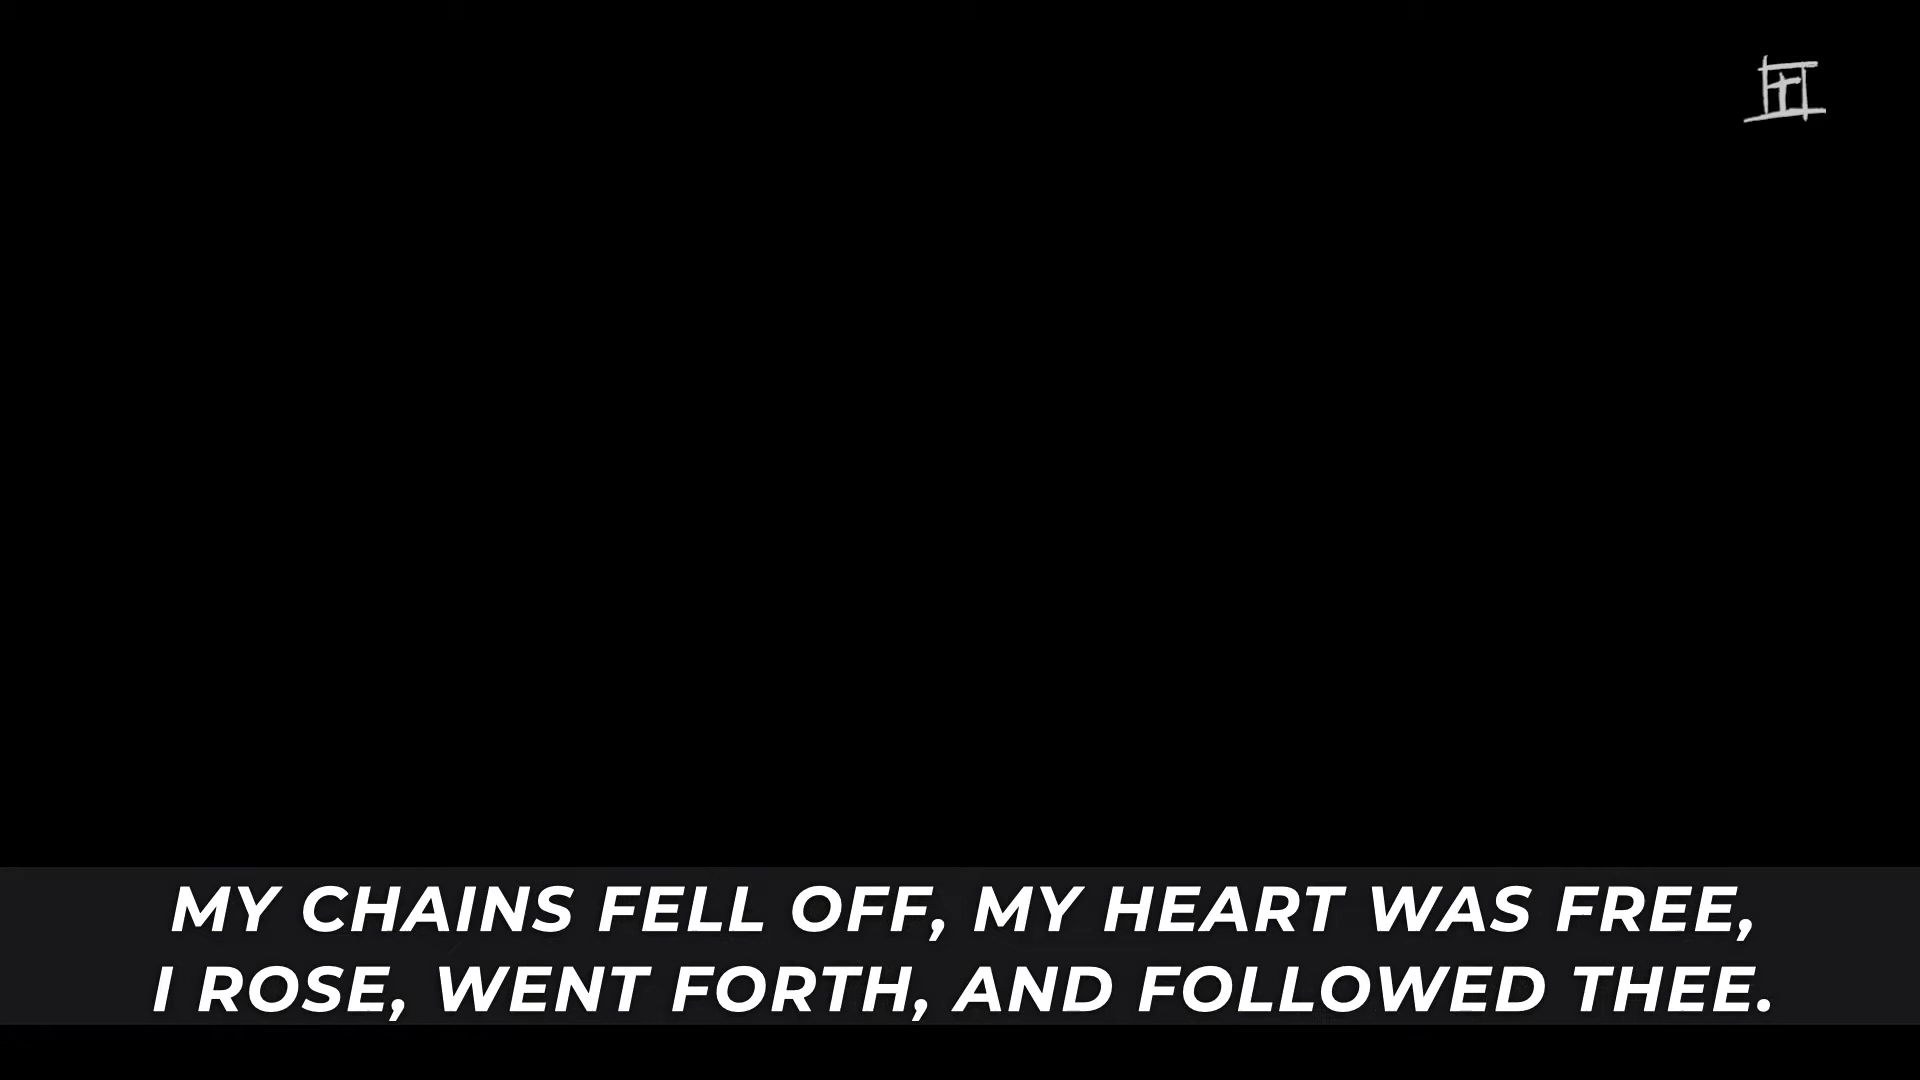 MY CHAINS FELL OFF, MY HEART WAS FREE,
I ROSE, WENT FORTH, AND FOLLOWED THEE.